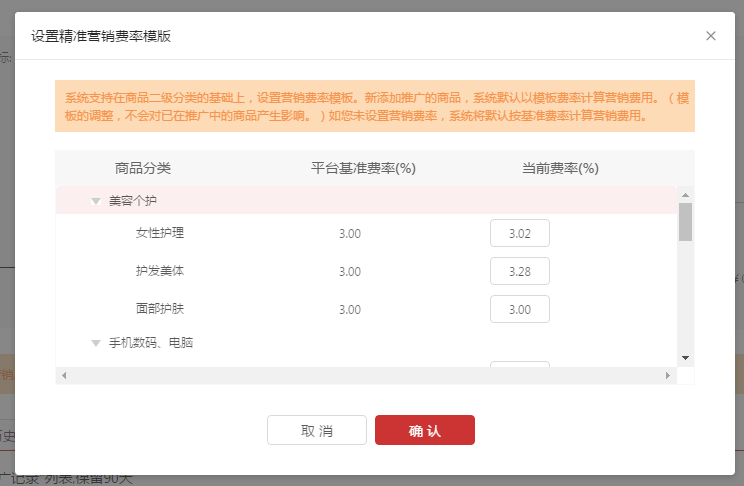 设置精准营销费率模版
标:
系统支持在商品二级分类的基础上，设置营销费率模板。新添加推广的商品，系统默认以模板费率计算营销费用。（模
板的调整，不会对已在推广中的商品产生影响。）如您未设置营销费率，系统将默认按基准费率计算营销费用。
商品分类 平台基准费率(%) 当前费率(%)
美容个护
女性护理 3.00 3.02
护发美体 3.00 3.28
面部护肤 3.00 3.00
手机数码、电脑
取 消 确 认
历史
广记录"列表,保留90天